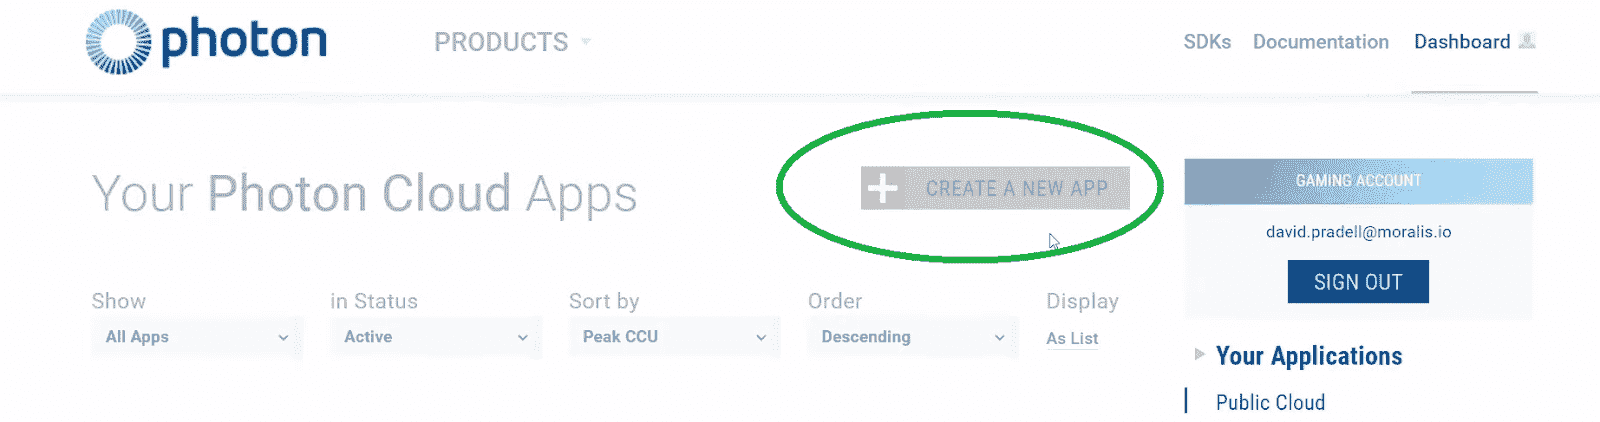 photon
PRODUCTS
SDKs Documentation Dashboard
Your Photon Cloud Apps
CREATE A NEW APP
GAMING ACCOUNT
david.pradell@moralis.io
SIGN OUT
Show in Status Sort by Order Display
All Apps Active Peak CCU Descending As List
Your Applications
Public Cloud